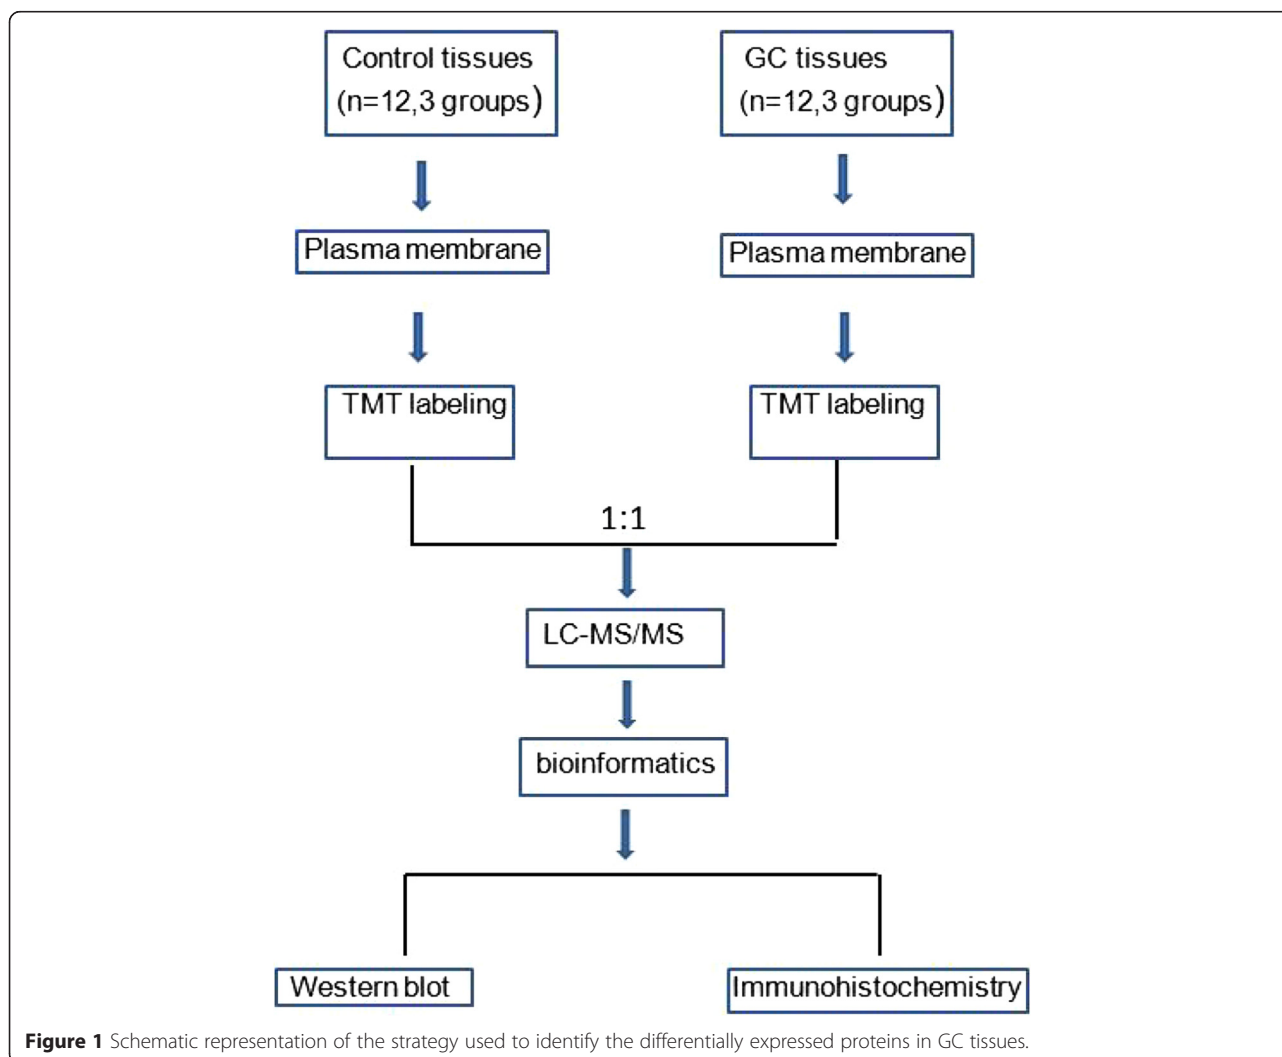 Control tissues
(n=12,3 groups)
GC tissues
(n=12,3 groups)
Plasma membrane
Plasma membrane
TMT labeling
TMT labeling
1:1
LC-MS/MS
bioinformatics
Western blot
Immunohistochemistry
Figure 1 Schematic representation of the strategy used to identify the differentially expressed proteins in GC tissues.